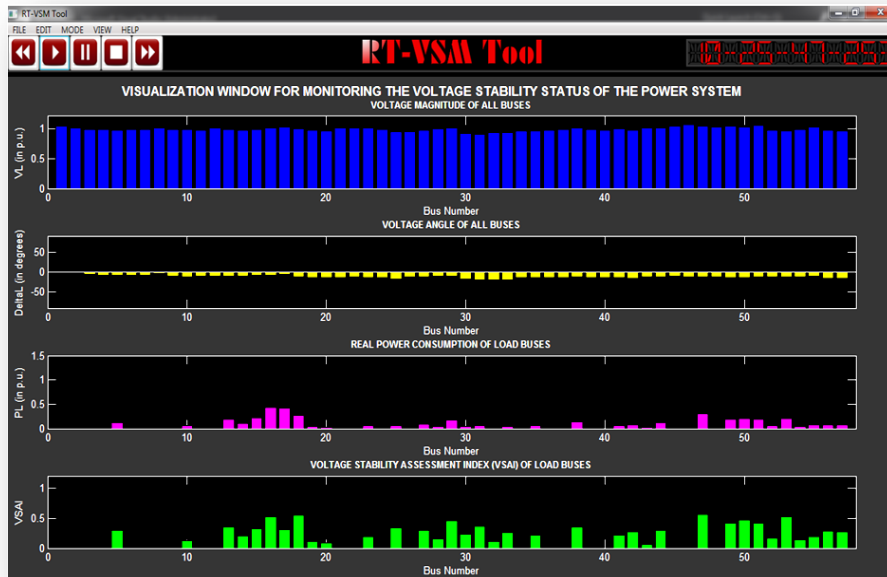 RT-VSM Tool
FILE EDIT MODE VIEW HELP
RT-VSM Tool
VISUALIZATION WINDOW FOR MONITORING THE VOLTAGE STABILITY STATUS OF THE POWER SYSTEM
VOLTAGE MAGNITUDE OF ALL BUSES
VL (in p.u.)
1
0.5
0
0 10 20 30 40 50
Bus Number
VOLTAGE ANGLE OF ALL BUSES
DeltaL (in degrees)
50
0
-50
0 10 20 30 40 50
Bus Number
REAL POWER CONSUMPTION OF LOAD BUSES
PL (in p.u.)
1.5
1
0.5
0
0 10 20 30 40 50
Bus Number
VOLTAGE STABILITY ASSESSMENT INDEX (VSAI) OF LOAD BUSES
VSAI
1
0.5
0
0 10 20 30 40 50
Bus Number